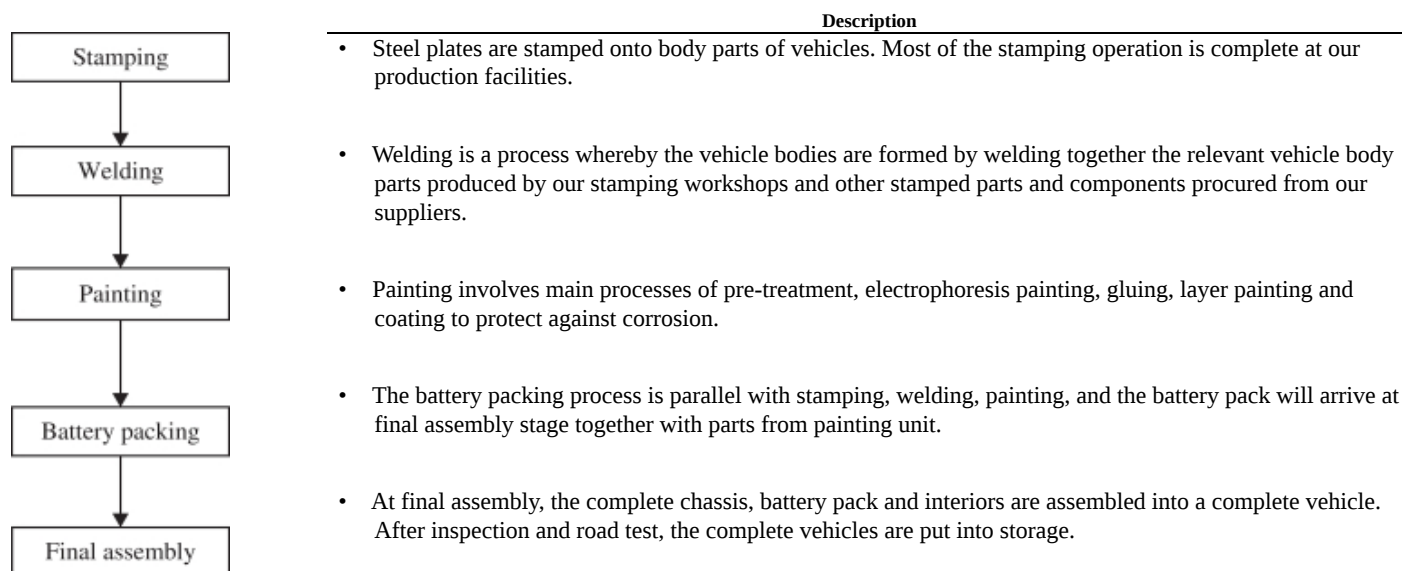 Description
Stamping
• Steel plates are stamped onto body parts of vehicles. Most of the stamping operation is complete at our
production facilities.
Welding
• Welding is a process whereby the vehicle bodies are formed by welding together the relevant vehicle body
parts produced by our stamping workshops and other stamped parts and components procured from our
suppliers.
Painting
• Painting involves main processes of pre-treatment, electrophoresis painting, gluing, layer painting and
coating to protect against corrosion.
Battery packing
• The battery packing process is parallel with stamping, welding, painting, and the battery pack will arrive at
final assembly stage together with parts from painting unit.
Final assembly
• At final assembly, the complete chassis, battery pack and interiors are assembled into a complete vehicle.
After inspection and road test, the complete vehicles are put into storage.